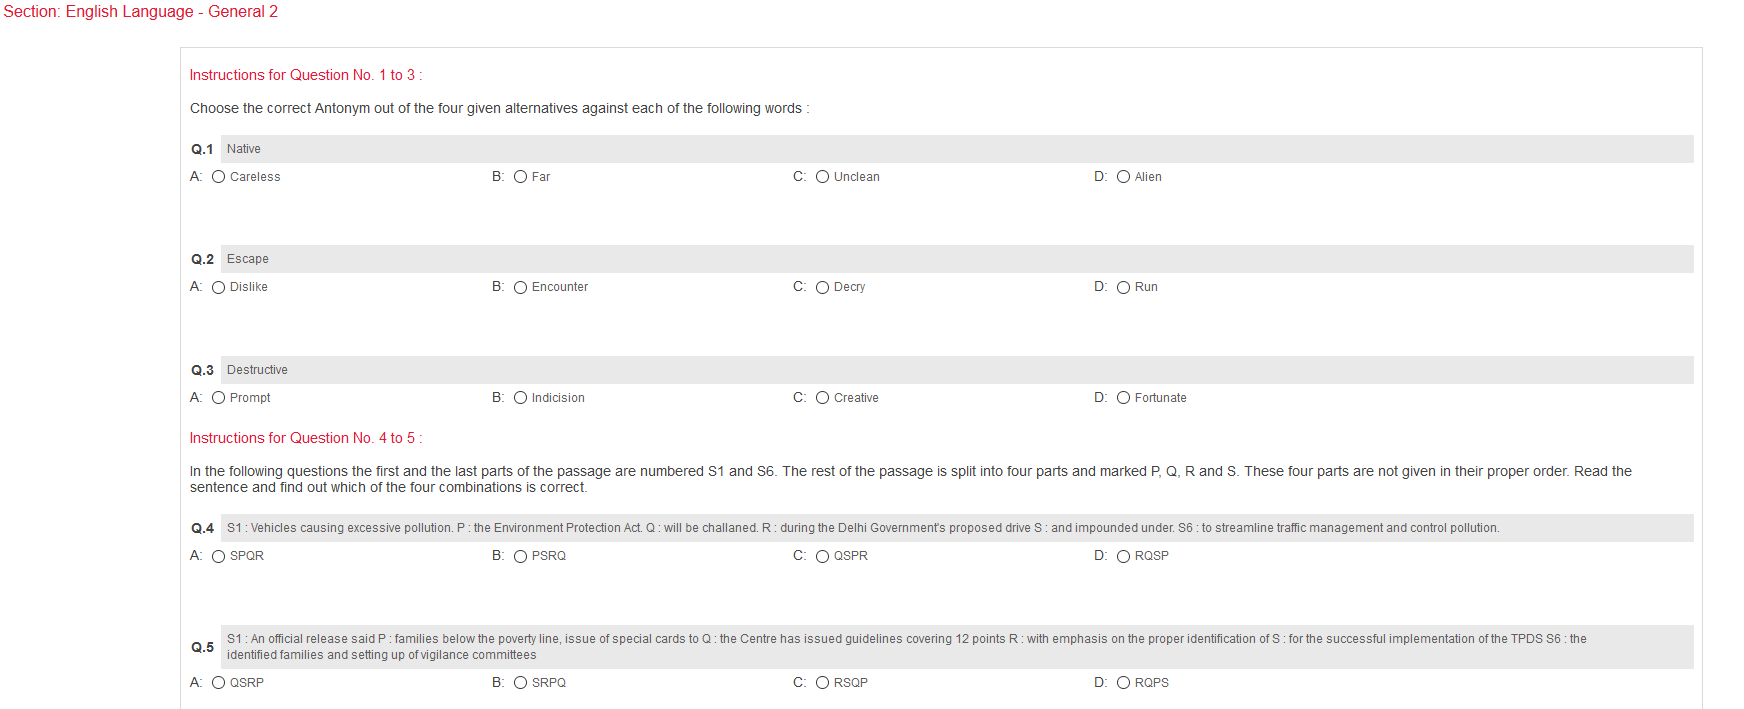 Section: English Language - General 2
Instructions for Question No. 1 to 3 :
Choose the correct Antonym out of the four given alternatives against each of the following words :
Q.1 Native
A: Careless B: Far C: Unclean D: Alien
Q.2 Escape
A: Dislike B: Encounter C: Decry D: Run
Q.3 Destructive
A: Prompt B: Indicision C: Creative D: Fortunate
Instructions for Question No. 4 to 5 :
In the following questions the first and the last parts of the passage are numbered S1 and S6. The rest of the passage is split into four parts and marked P, Q, R and S. These four parts are not given in their proper order. Read the
sentence and find out which of the four combinations is correct.
Q.4 S1 : Vehicles causing excessive pollution. P : the Environment Protection Act. Q : will be challaned. R : during the Delhi Government's proposed drive S : and impounded under. S6 : to streamline traffic management and control pollution.
A: SPQR B: PSRQ C: QSPR D: RQSP
Q.5 S1 : An official release said P : families below the poverty line, issue of special cards to Q : the Centre has issued guidelines covering 12 points R : with emphasis on the proper identification of S : for the successful implementation of the TPDS S6 : the
identified families and setting up of vigilance committees
A: QSRP B: SRPQ C: RSQP D: RQPS